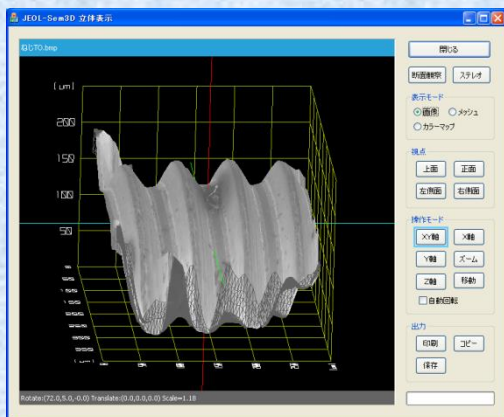 JEOL-Sem3D 立体表示
ねじTO.bmp
[μm]
200
150
100
50
[μm]
Rotate:(72.0,5.0,-0.0) Translate:(0.0,0.0,0.0) Scale=1.18
閉じる
断面観察
ステレオ
表示モード
画像
メッシュ
カラーマップ
視点
上面
正面
左側面
右側面
操作モード
XY軸
X軸
Y軸
ズーム
Z軸
移動
自動回転
出力
印刷
コピー
保存